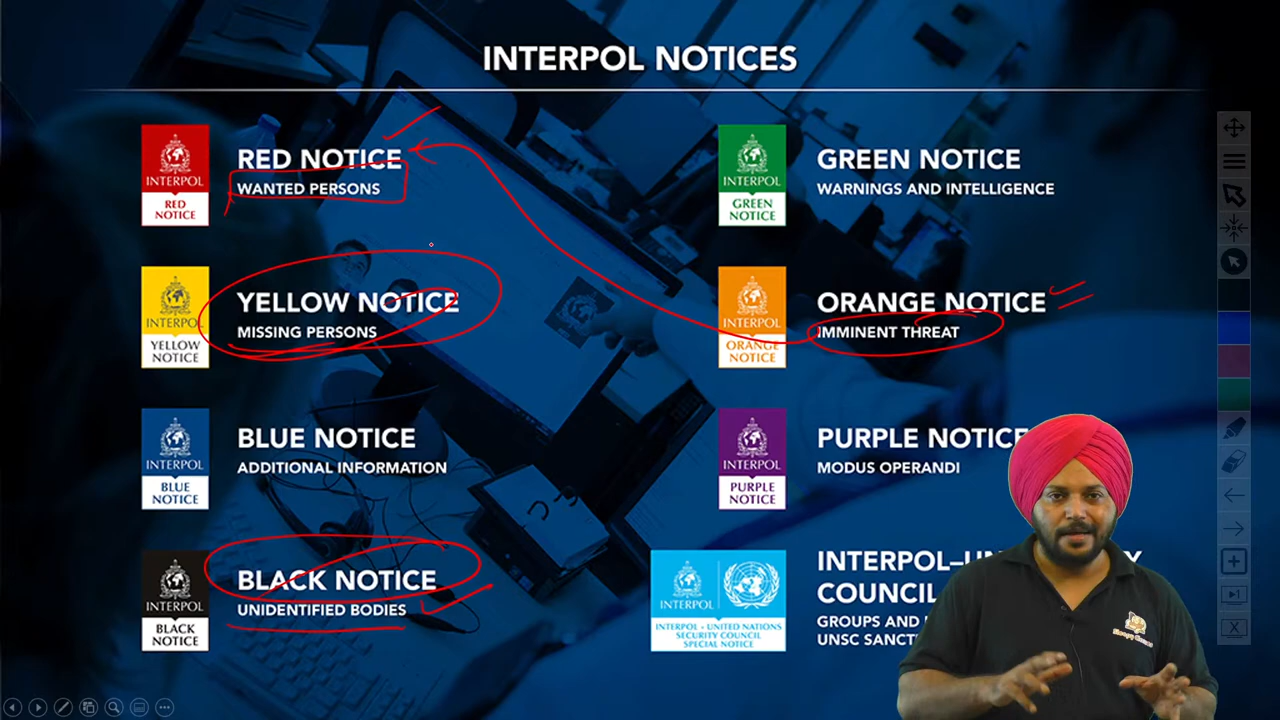 INTERPOL NOTICES
INTERPOL
RED
NOTICE
RED NOTICE
WANTED PERSONS
INTERPOL
GREEN
NOTICE
GREEN NOTICE
WARNINGS AND INTELLIGENCE
INTERPOL
YELLOW
NOTICE
YELLOW NOTICE
MISSING PERSONS
INTERPOL
ORANGE
NOTICE
ORANGE NOTICE
IMMINENT THREAT
INTERPOL
BLUE
NOTICE
BLUE NOTICE
ADDITIONAL INFORMATION
INTERPOL
PURPLE
NOTICE
PURPLE NOTICE
MODUS OPERANDI
INTERPOL
BLACK
NOTICE
BLACK NOTICE
UNIDENTIFIED BODIES
INTERPOL
INTERPOL • UNITED NATIONS
SECURITY COUNCIL
SPECIAL NOTICE
INTERPOL–UN
COUNCIL
GROUPS AND
UNSC